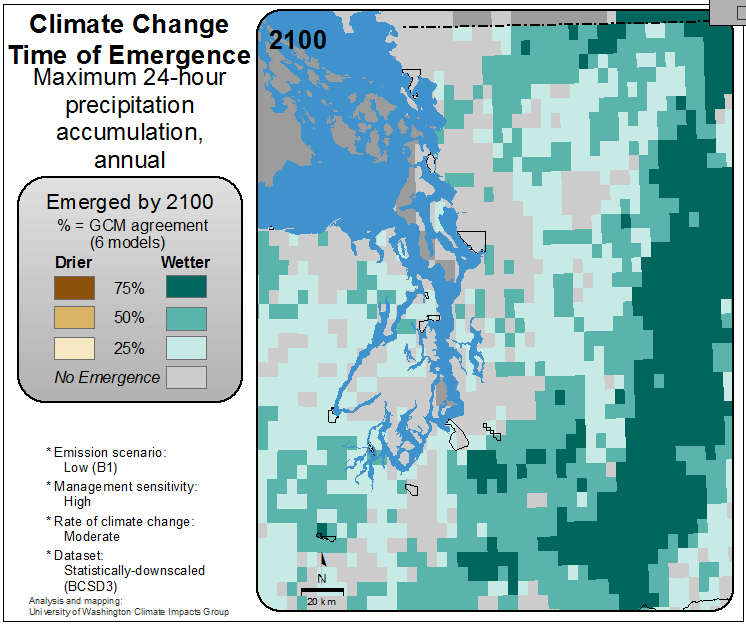 Climate Change
Time of Emergence
Maximum 24-hour
precipitation
accumulation,
annual
Emerged by 2100
% = GCM agreement
(6 models)
Drier Wetter
75%
50%
25%
No Emergence
* Emission scenario:
Low (B1)
* Management sensitivity:
High
* Rate of climate change:
Moderate
* Dataset:
Statistically-downscaled
(BCSD3)
Analysis and mapping:
University of Washington Climate Impacts Group
2100
N
20 km